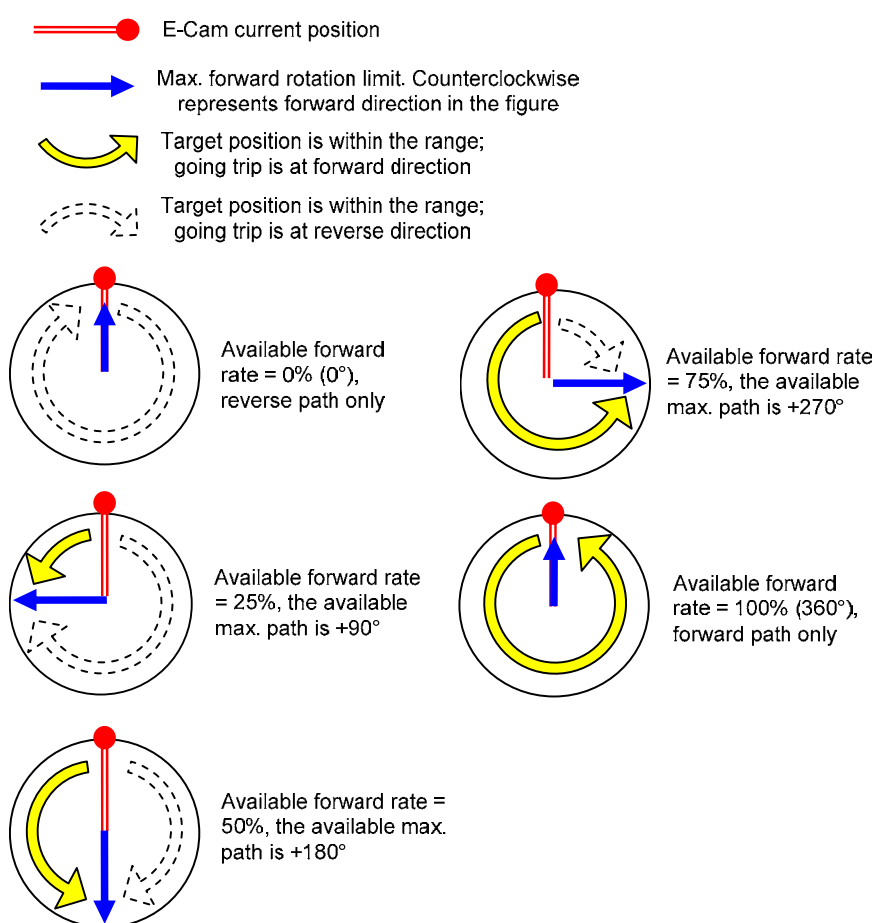 E-Cam current position
Max. forward rotation limit. Counterclockwise
represents forward direction in the figure
Target position is within the range;
going trip is at forward direction
Target position is within the range;
going trip is at reverse direction
Available forward
rate = 0% (0°),
reverse path only
Available forward rate
= 75%, the available
max. path is +270°
Available forward rate
= 25%, the available
max. path is +90°
Available forward
rate = 100% (360°),
forward path only
Available forward rate =
50%, the available max.
path is +180°